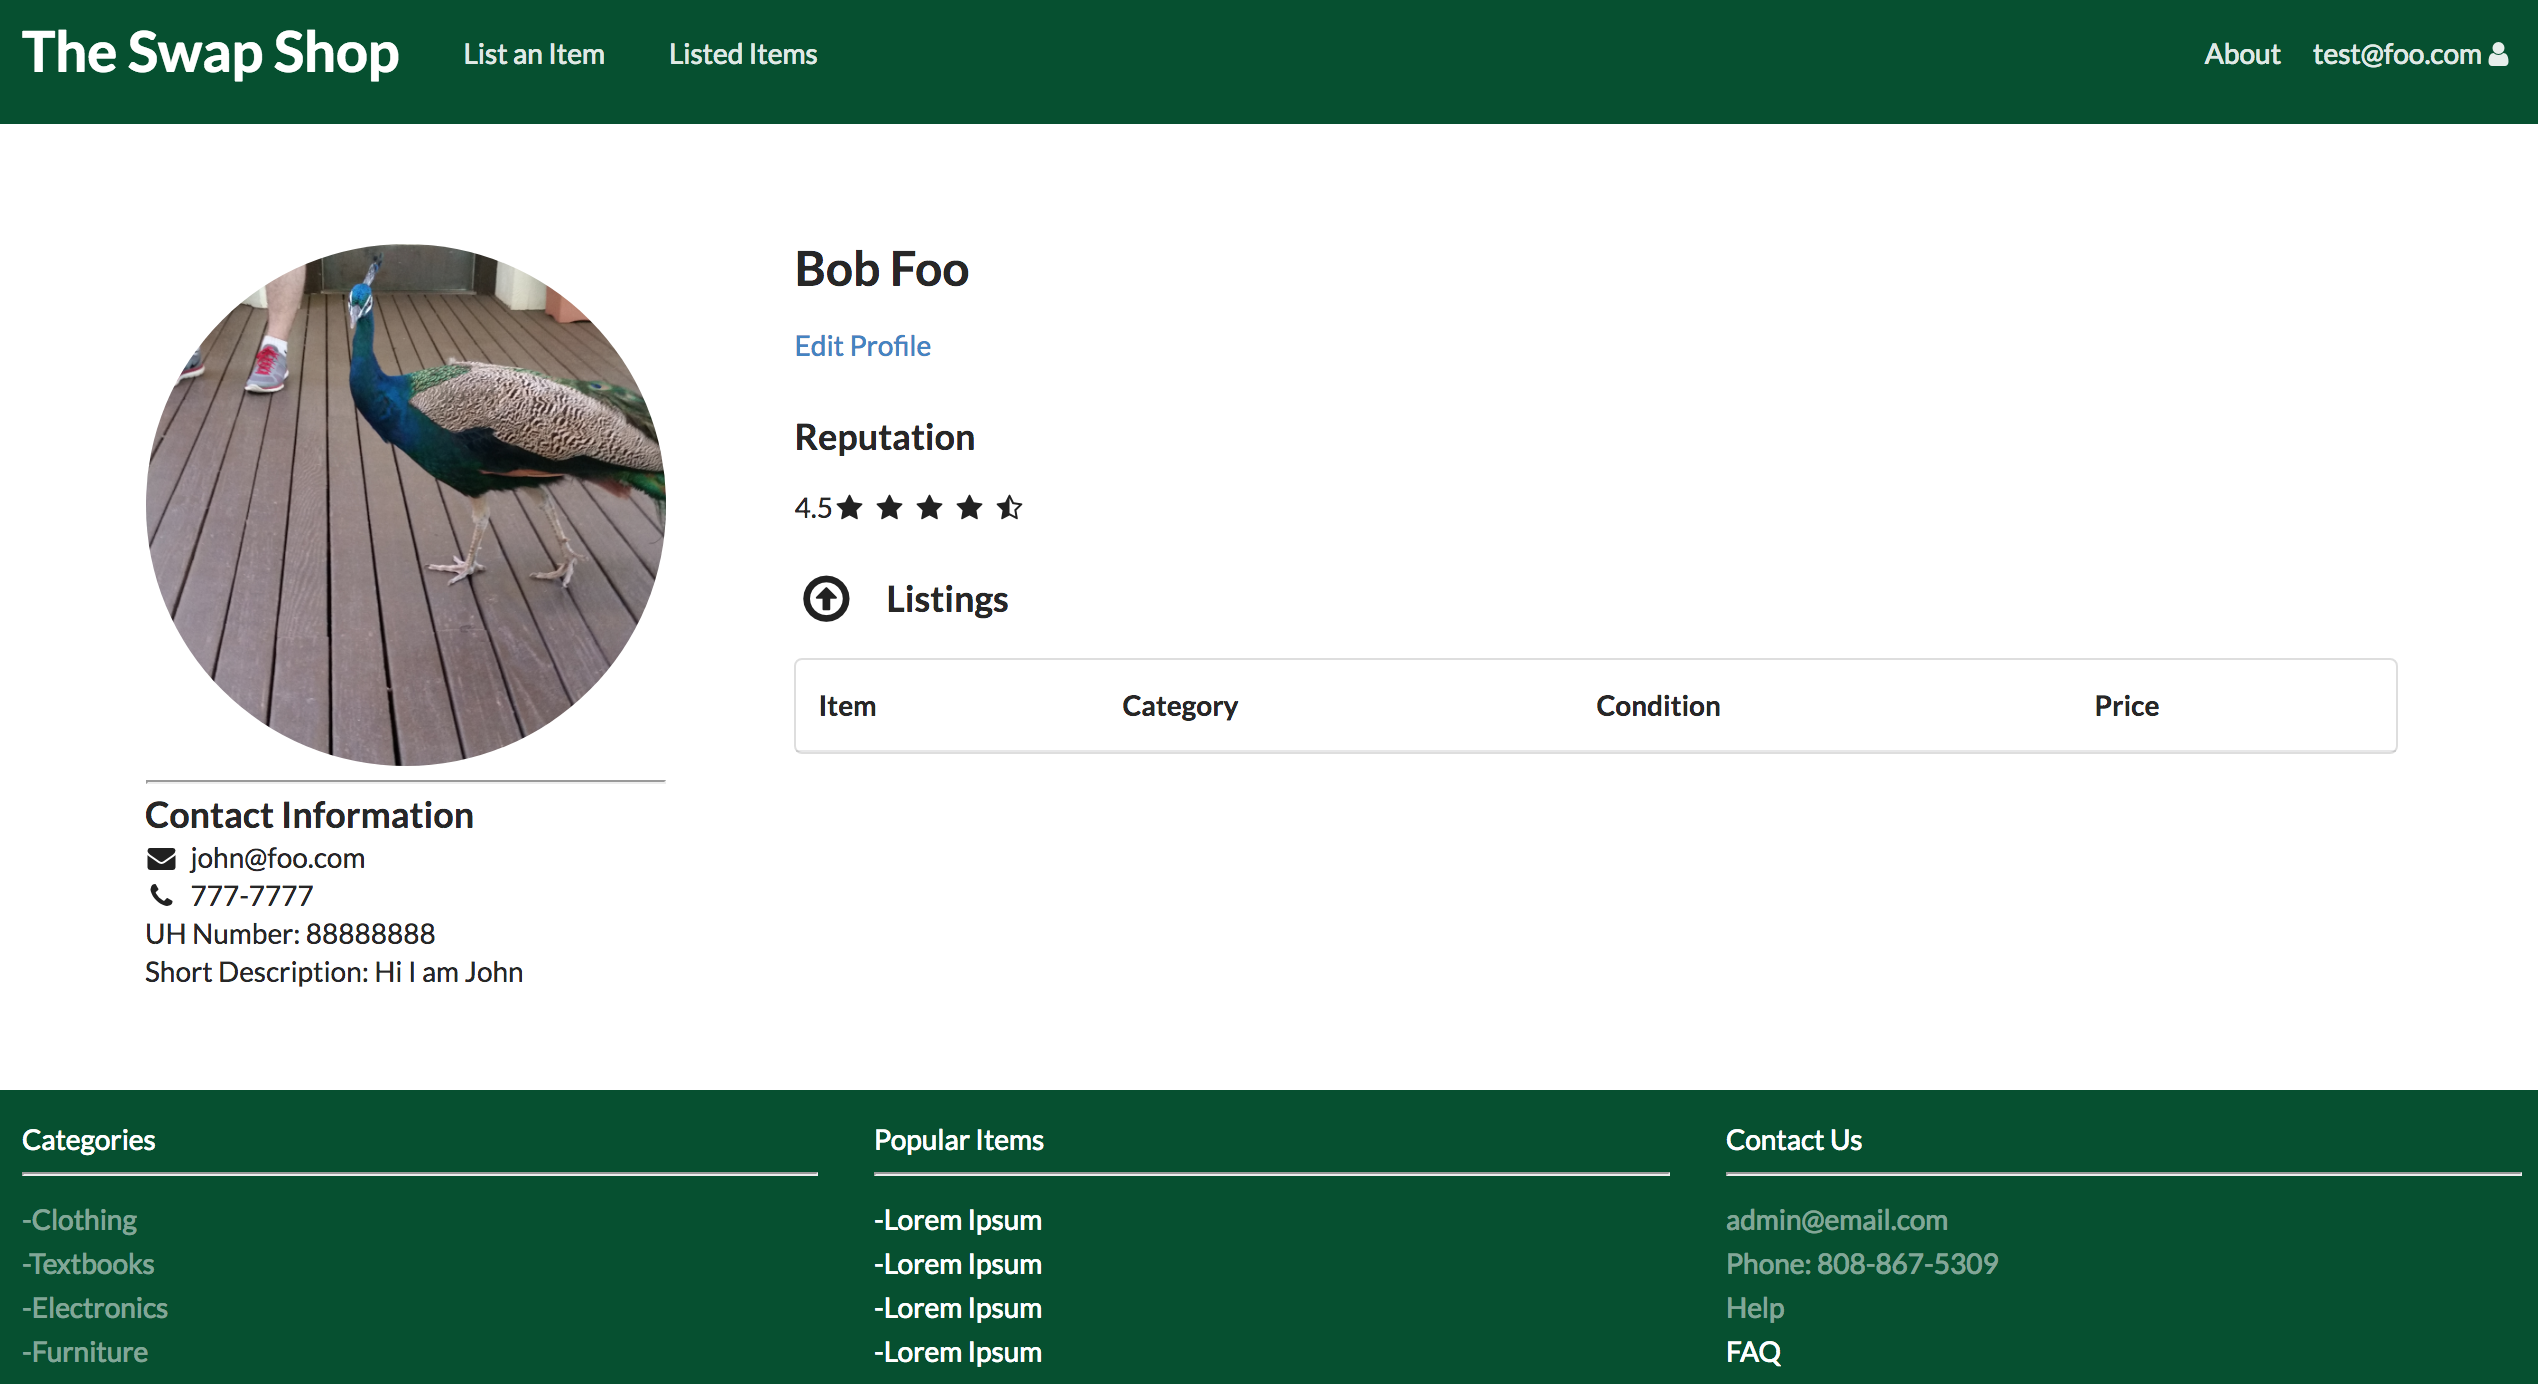 The Swap Shop List an Item Listed Items About test@foo.com
Bob Foo
Edit Profile
Reputation
4.5
Listings
Item Category Condition Price
Contact Information
john@foo.com
777-7777
UH Number: 88888888
Short Description: Hi I am John
Categories
-Clothing
-Textbooks
-Electronics
-Furniture
Popular Items
-Lorem Ipsum
-Lorem Ipsum
-Lorem Ipsum
-Lorem Ipsum
Contact Us
admin@email.com
Phone: 808-867-5309
Help
FAQ